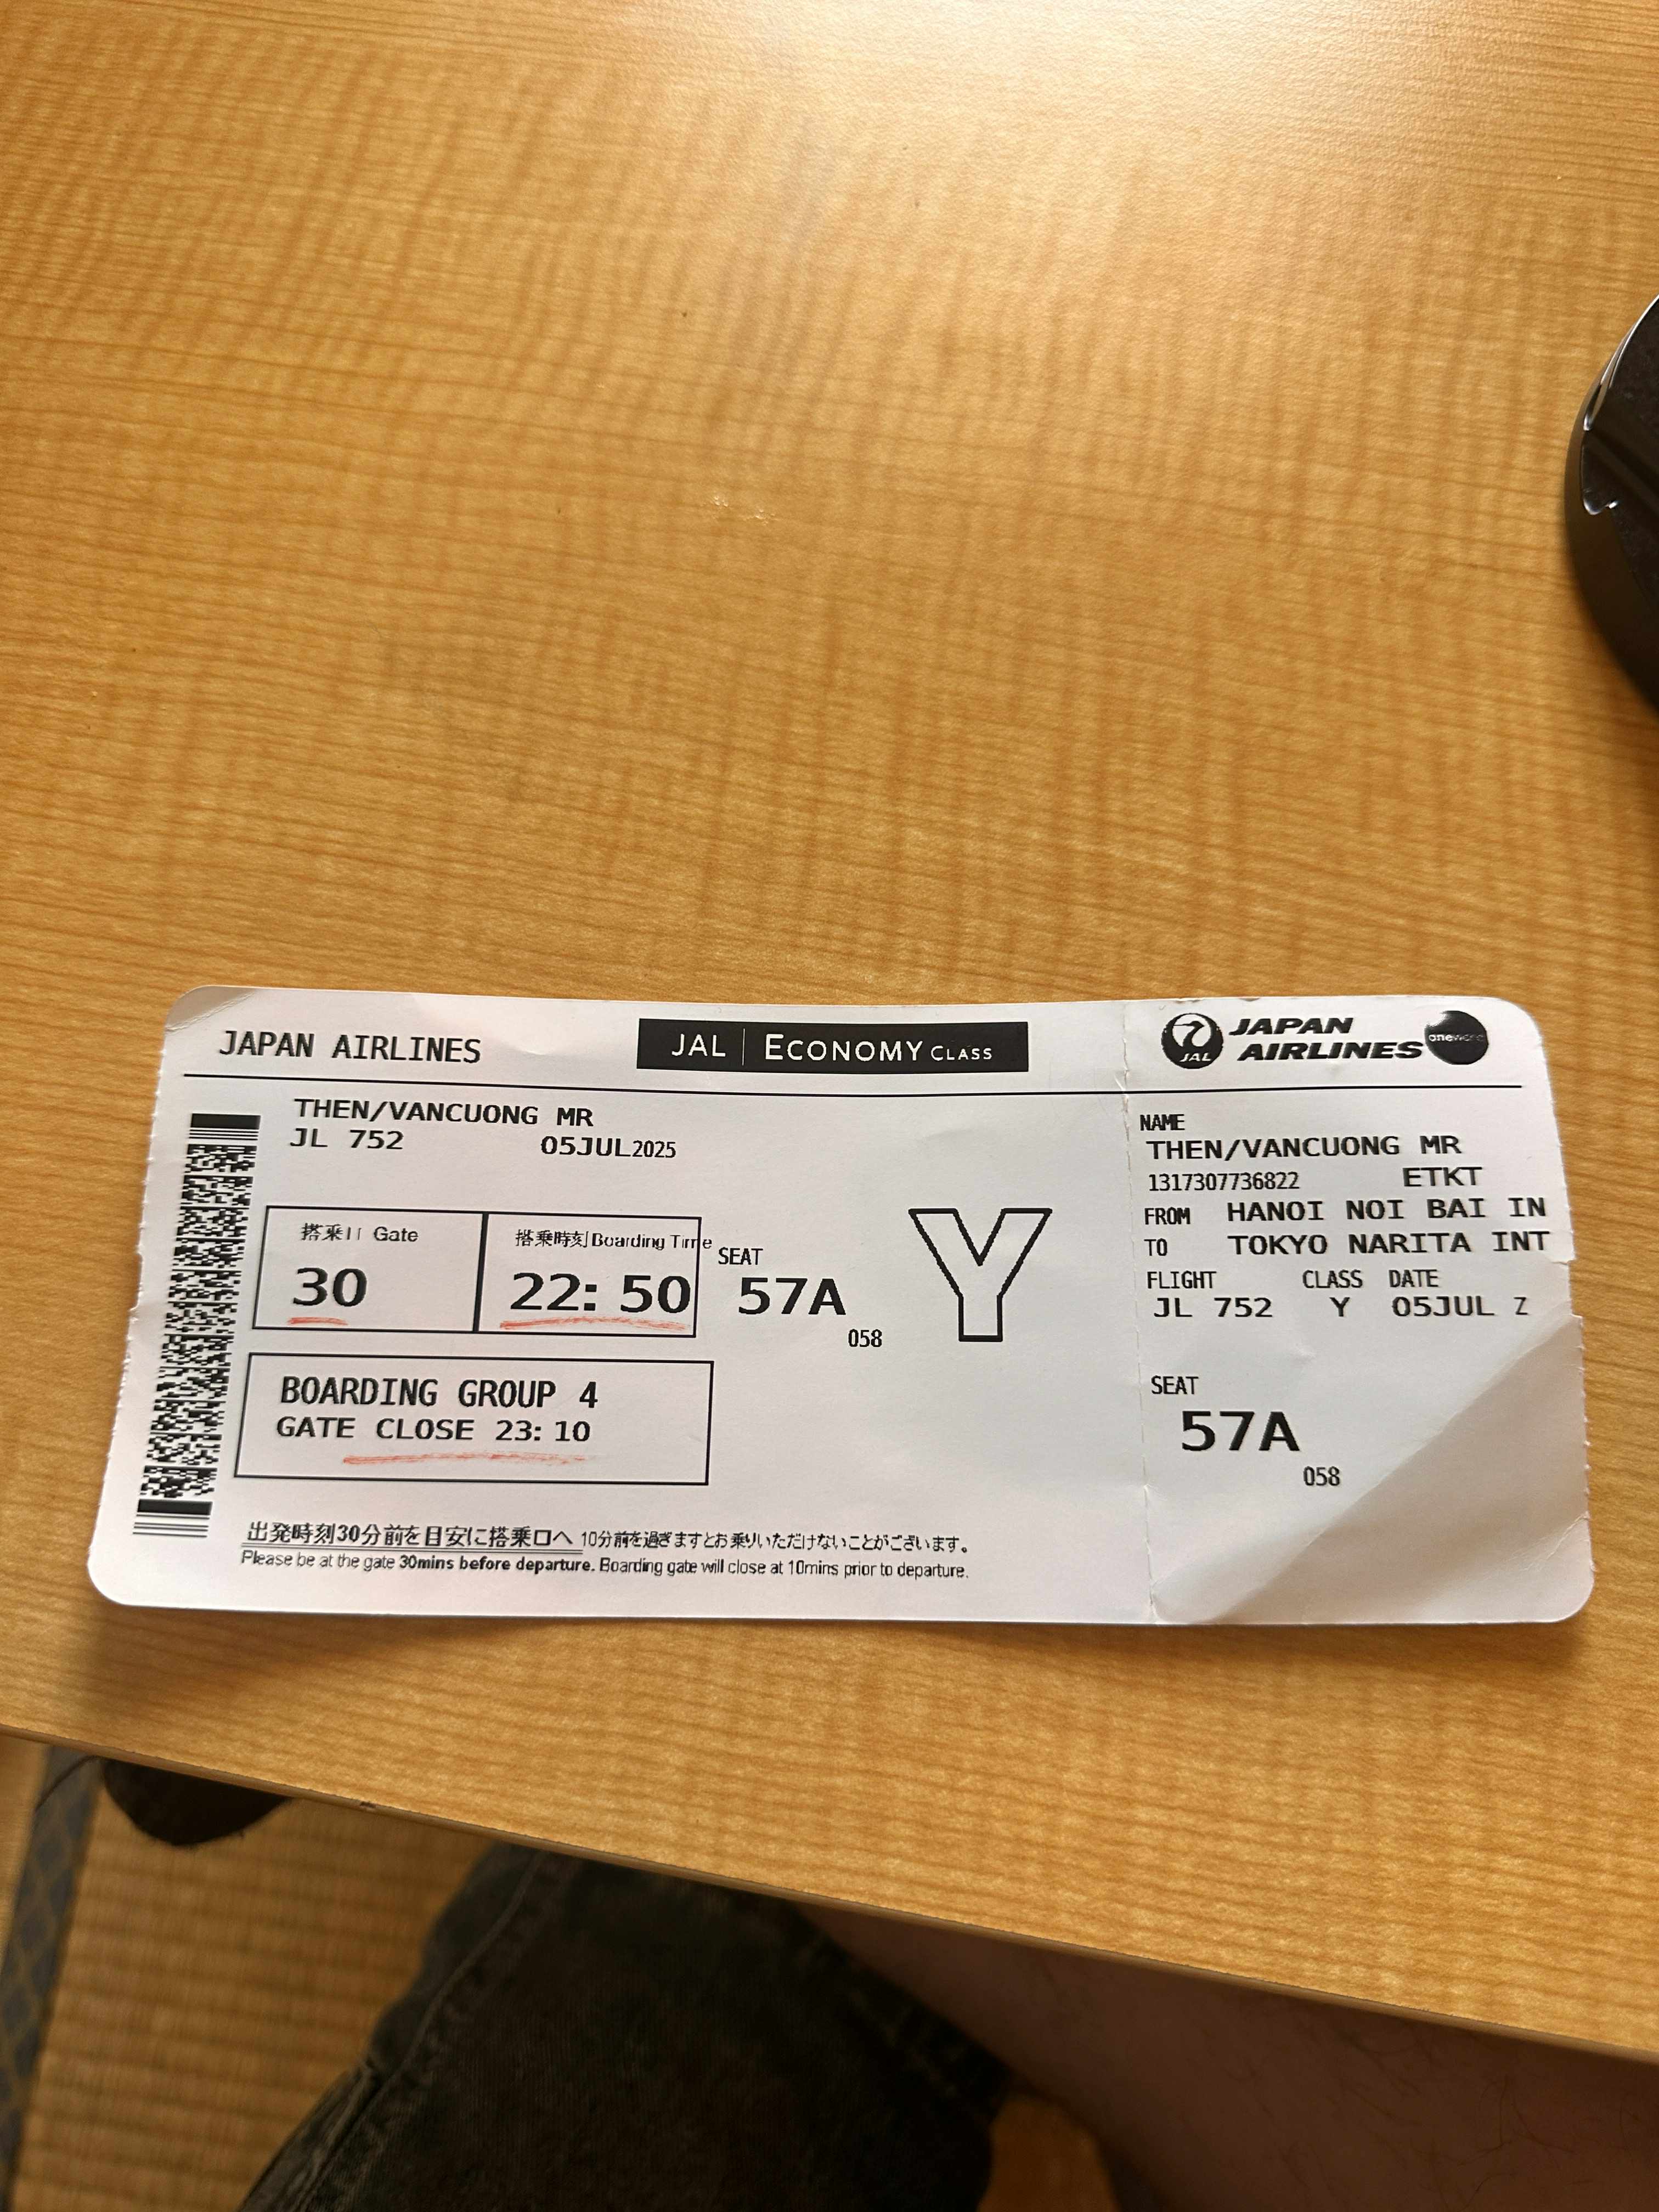 JAPAN AIRLINES
JAL | ECONOMY CLASS
THEN/VANCUONG MR
JL 752 05JUL2025
搭乗口 Gate
30
搭乗時刻 Boarding Time
22:50
SEAT
57A
058
Y
BOARDING GROUP 4
GATE CLOSE 23:10
出発時刻30分前を目安に搭乗口へ 10分前を過ぎますとお乗りいただけないことがございます。
Please be at the gate 30mins before departure. Boarding gate will close at 10mins prior to departure.
JAL
JAPAN
AIRLINES
oneworld
NAME
THEN/VANCUONG MR
1317307736822 ETKT
FROM HANOI NOI BAI IN
TO TOKYO NARITA INT
FLIGHT CLASS DATE
JL 752 Y 05JUL Z
SEAT
57A
058